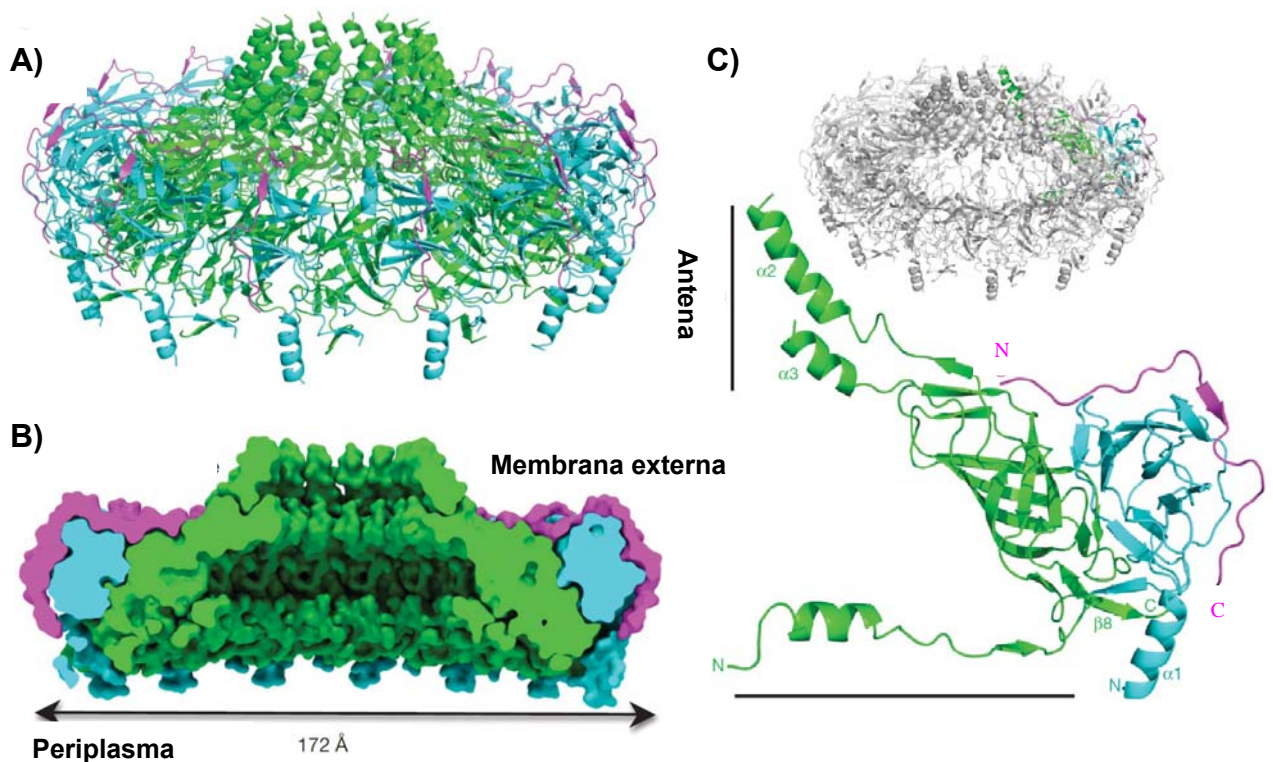 A)
B)
Membrana externa
Periplasma
172 Å
C)
Antena
α2
α3
N
C
β8
C
N
N
α1